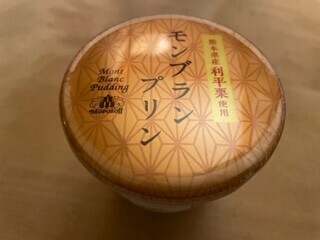 熊本県産 利平栗 使用
モンブラン
プリン
Mont
Blanc
Pudding